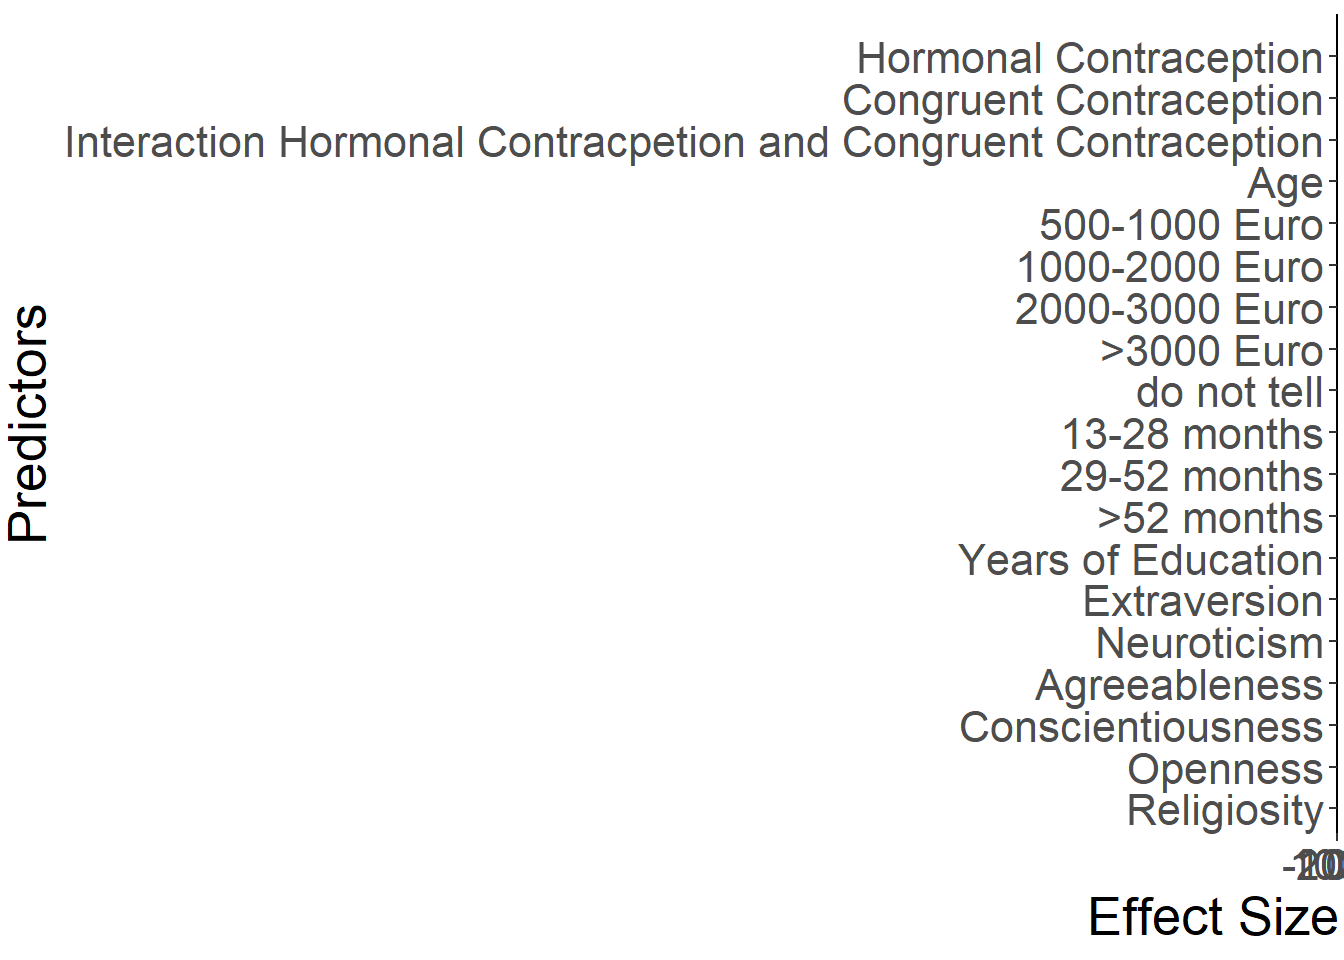 Hormonal Contraception
Congruent Contraception
Interaction Hormonal Contracpetion and Congruent Contraception
Age
500-1000 Euro
1000-2000 Euro
2000-3000 Euro
>3000 Euro
do not tell
13-28 months
29-52 months
>52 months
Years of Education
Extraversion
Neuroticism
Agreeableness
Conscientiousness
Openness
Religiosity
Predictors
Effect Size